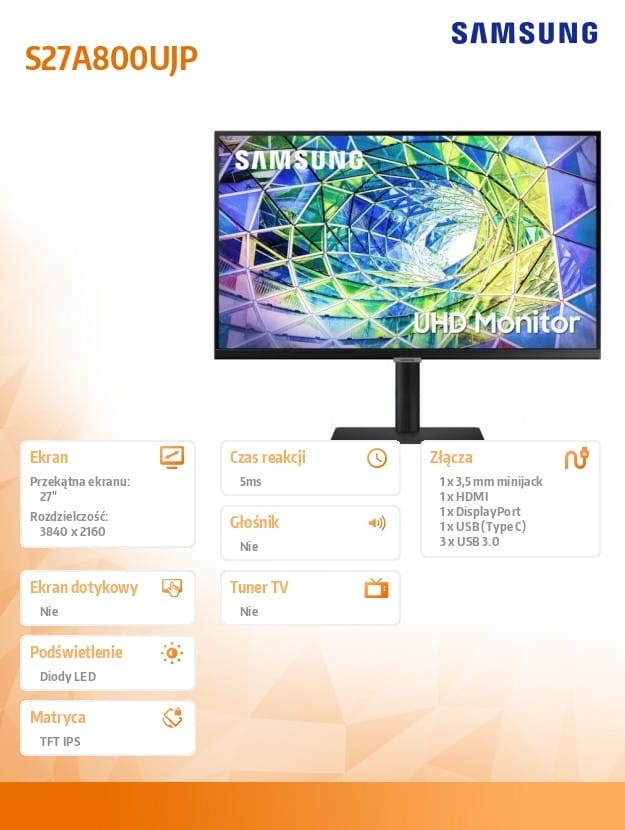 SAMSUNG
S27A800UJP
SAMSUNG
UHD Monitor
Ekran
Przekątna ekranu:
27"
Rozdzielczość:
3840 x 2160
Czas reakcji
5ms
Głośnik
Nie
Złącza
1 x 3,5 mm minijack
1 x HDMI
1 x DisplayPort
1 x USB (Type C)
3 x USB 3.0
Ekran dotykowy
Nie
Tuner TV
Nie
Podświetlenie
Diody LED
Matryca
TFT IPS